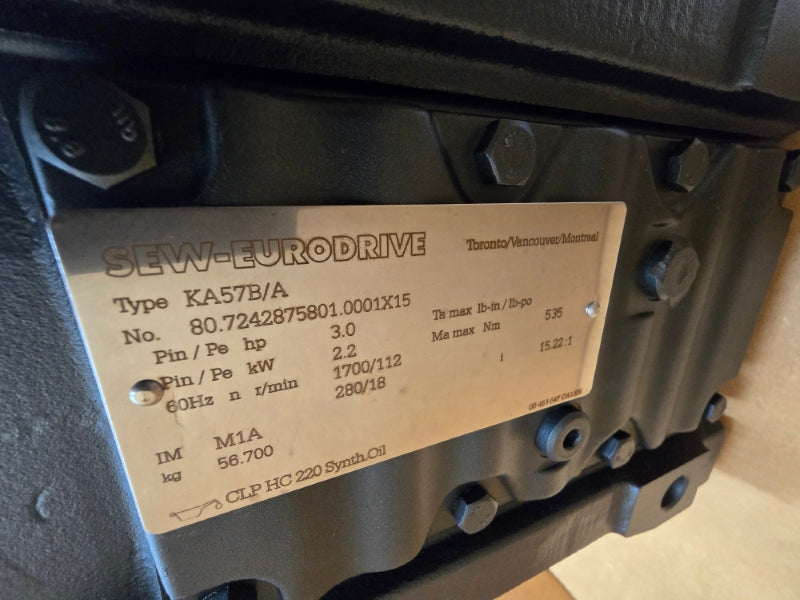 SEW-EURODRIVE
Toronto/Vancouver/Montreal
Type KA57B/A
No. 80.7242875801.0001X15
Pin / Pe hp 3.0
Pin / Pe kW 2.2
60Hz n r/min 1700/112
280/18
Ta max lb-in / lb-po
Ma max Nm 535
i 15.22:1
IM M1A
kg 56.700
CLP HC 220 Synth.Oil